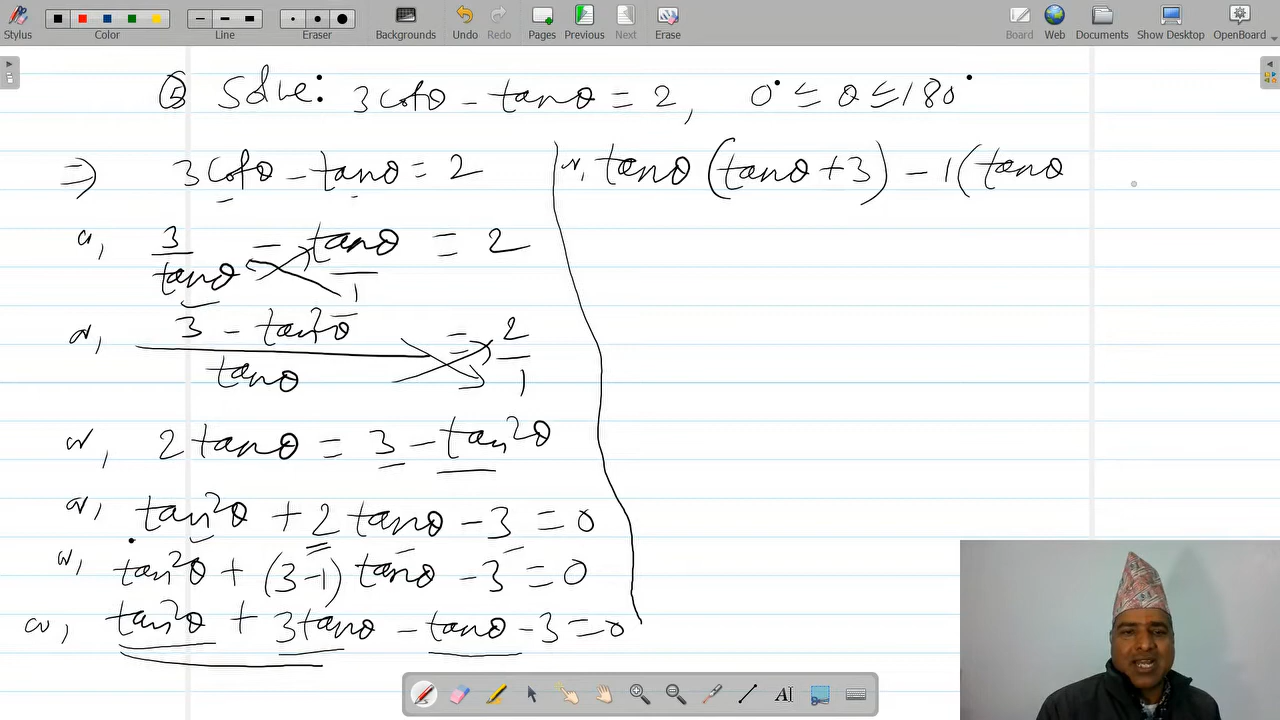 Stylus Color Line Eraser Backgrounds Undo Redo Pages Previous Next Erase Board Web Documents Show Desktop OpenBoard
⑤ Solve: 3cotθ - tanθ = 2, 0° ≤ θ ≤ 180°
⇒ 3cotθ - tanθ = 2
or, 3/tanθ - tanθ/1 = 2
or, (3 - tan²θ)/tanθ = 2/1
or, 2tanθ = 3 - tan²θ
or, tan²θ + 2tanθ - 3 = 0
or, tan²θ + (3-1)tanθ - 3 = 0
or, tan²θ + 3tanθ - tanθ - 3 = 0
or, tanθ(tanθ + 3) - 1(tanθ